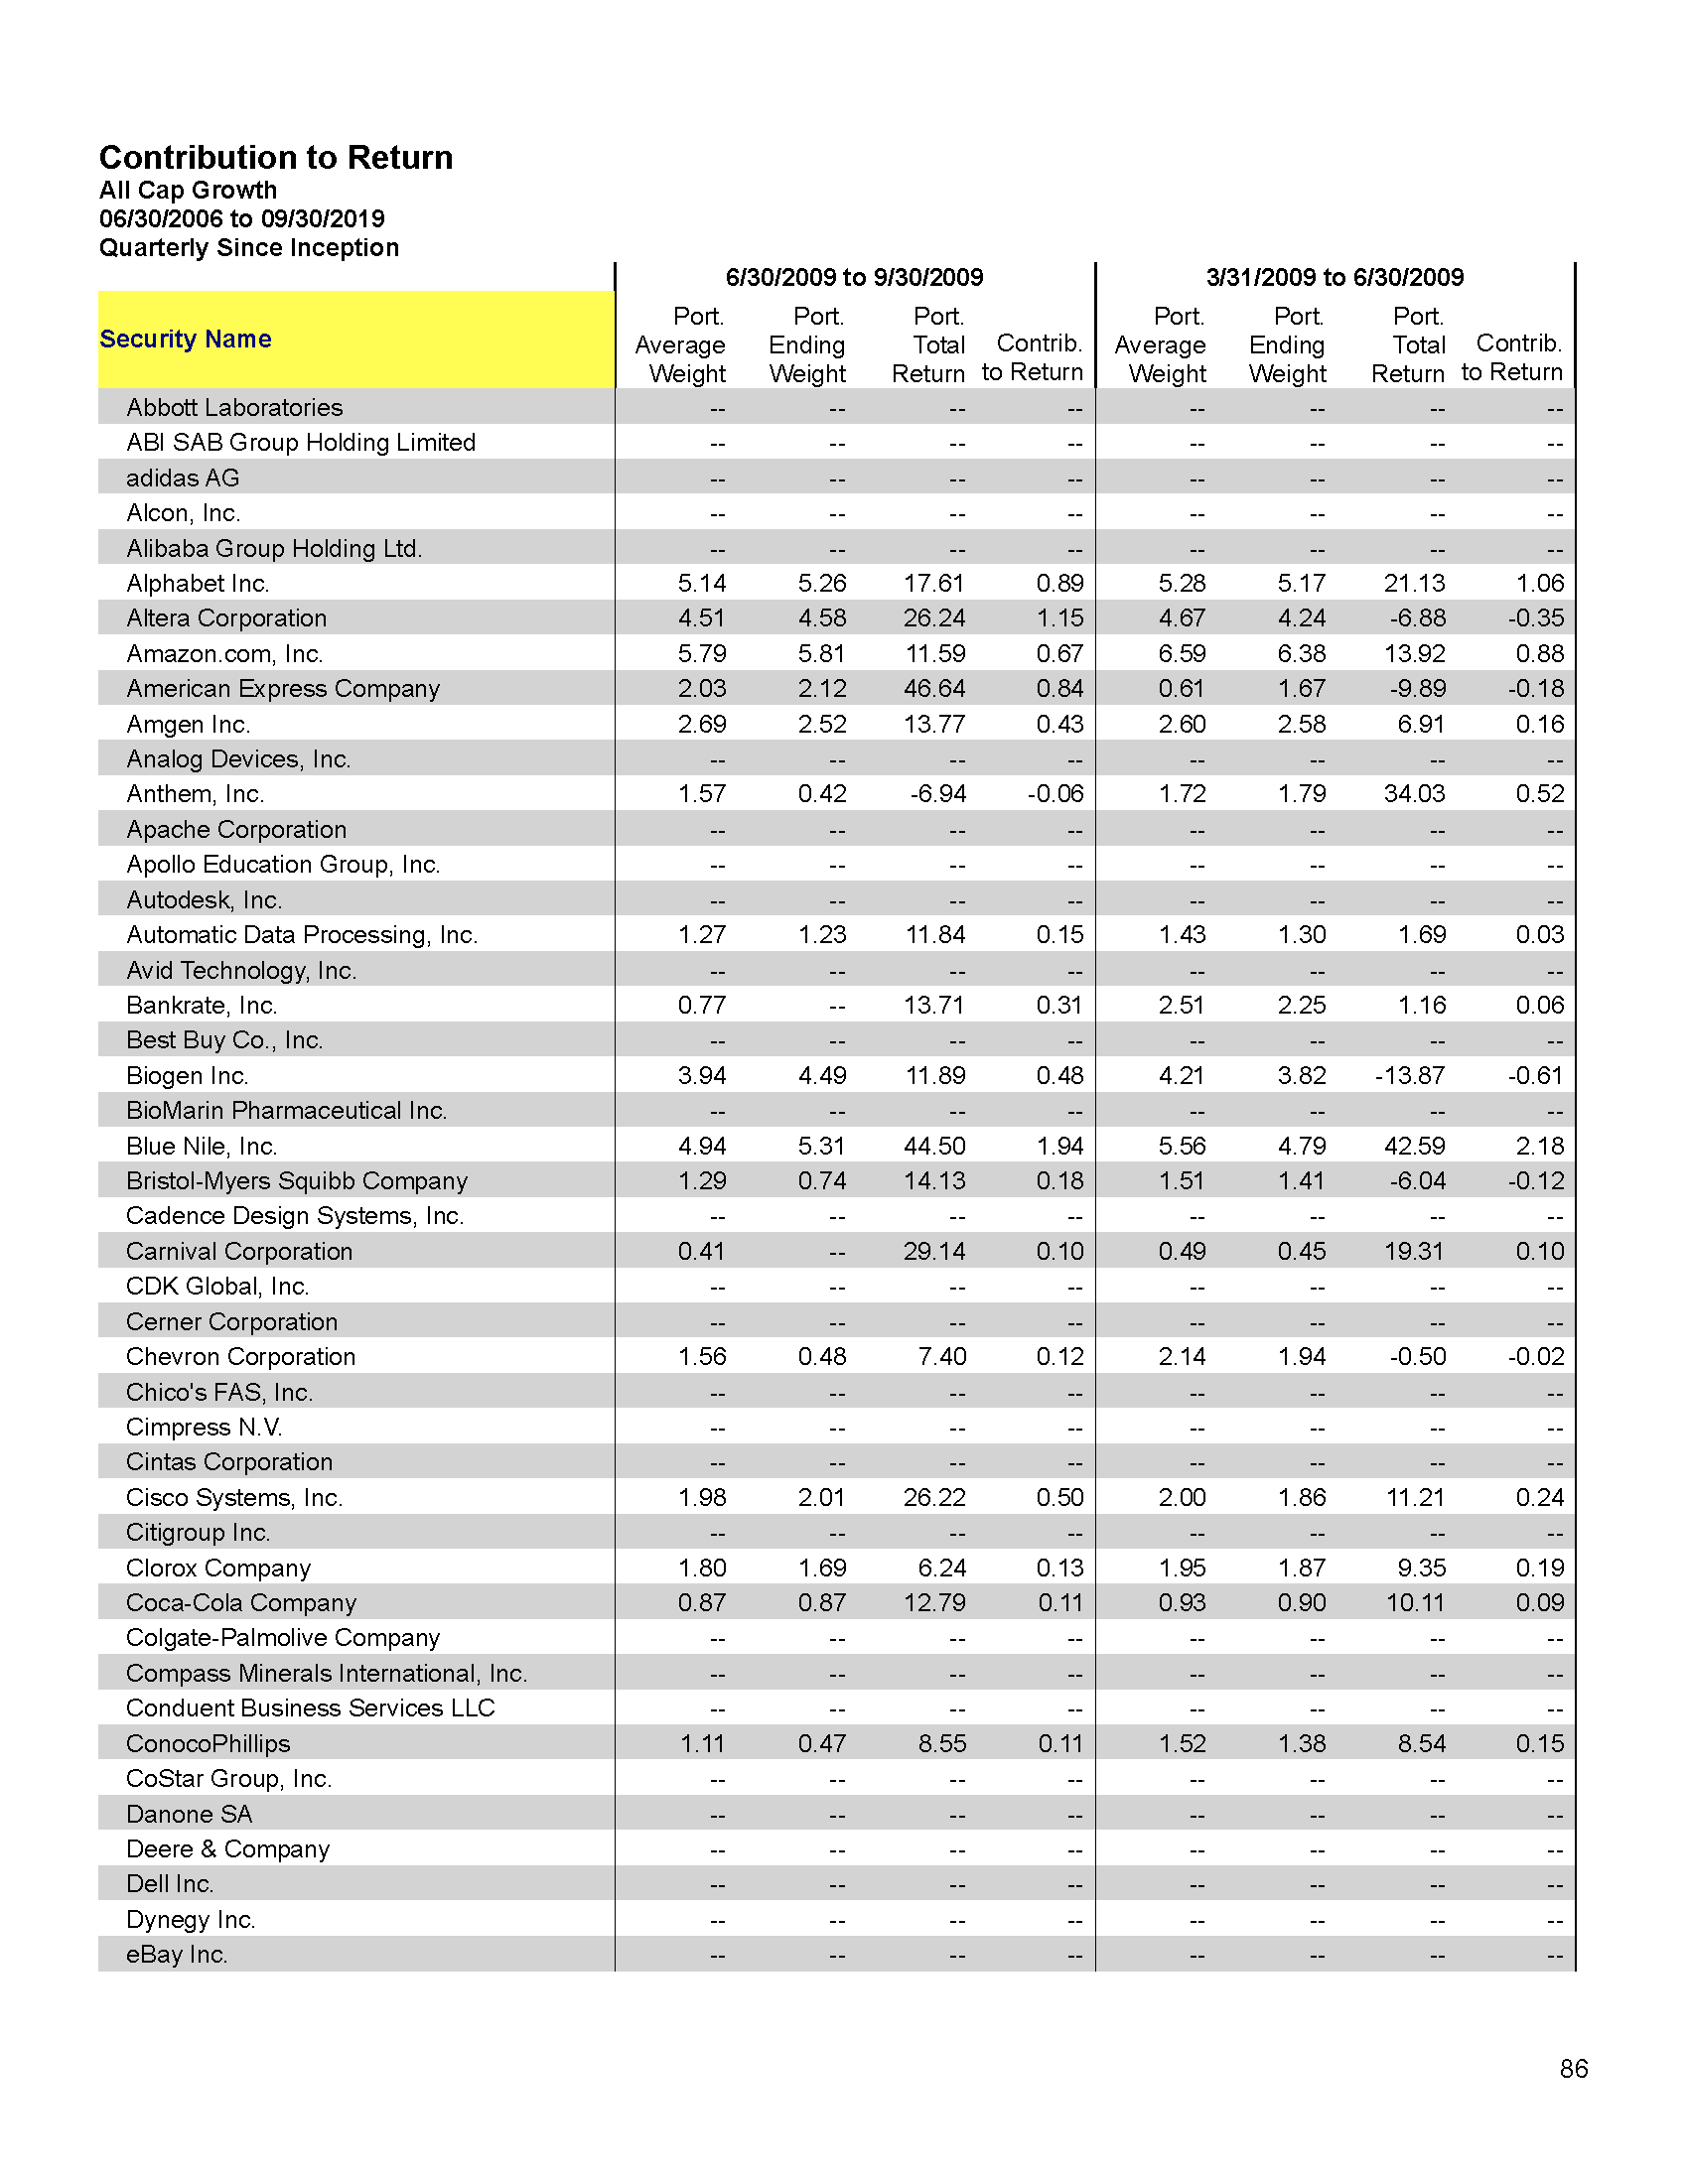 Contribution to Return
All Cap Growth
06/30/2006 to 09/30/2019
Quarterly Since Inception
6/30/2009 to 9/30/2009 3/31/2009 to 6/30/2009
Security Name Port. Average Weight Port. Ending Weight Port. Total Return Contrib. to Return Port. Average Weight Port. Ending Weight Port. Total Return Contrib. to Return
Abbott Laboratories -- -- -- -- -- -- -- --
ABI SAB Group Holding Limited -- -- -- -- -- -- -- --
adidas AG -- -- -- -- -- -- -- --
Alcon, Inc. -- -- -- -- -- -- -- --
Alibaba Group Holding Ltd. -- -- -- -- -- -- -- --
Alphabet Inc. 5.14 5.26 17.61 0.89 5.28 5.17 21.13 1.06
Altera Corporation 4.51 4.58 26.24 1.15 4.67 4.24 -6.88 -0.35
Amazon.com, Inc. 5.79 5.81 11.59 0.67 6.59 6.38 13.92 0.88
American Express Company 2.03 2.12 46.64 0.84 0.61 1.67 -9.89 -0.18
Amgen Inc. 2.69 2.52 13.77 0.43 2.60 2.58 6.91 0.16
Analog Devices, Inc. -- -- -- -- -- -- -- --
Anthem, Inc. 1.57 0.42 -6.94 -0.06 1.72 1.79 34.03 0.52
Apache Corporation -- -- -- -- -- -- -- --
Apollo Education Group, Inc. -- -- -- -- -- -- -- --
Autodesk, Inc. -- -- -- -- -- -- -- --
Automatic Data Processing, Inc. 1.27 1.23 11.84 0.15 1.43 1.30 1.69 0.03
Avid Technology, Inc. -- -- -- -- -- -- -- --
Bankrate, Inc. 0.77 -- 13.71 0.31 2.51 2.25 1.16 0.06
Best Buy Co., Inc. -- -- -- -- -- -- -- --
Biogen Inc. 3.94 4.49 11.89 0.48 4.21 3.82 -13.87 -0.61
BioMarin Pharmaceutical Inc. -- -- -- -- -- -- -- --
Blue Nile, Inc. 4.94 5.31 44.50 1.94 5.56 4.79 42.59 2.18
Bristol-Myers Squibb Company 1.29 0.74 14.13 0.18 1.51 1.41 -6.04 -0.12
Cadence Design Systems, Inc. -- -- -- -- -- -- -- --
Carnival Corporation 0.41 -- 29.14 0.10 0.49 0.45 19.31 0.10
CDK Global, Inc. -- -- -- -- -- -- -- --
Cerner Corporation -- -- -- -- -- -- -- --
Chevron Corporation 1.56 0.48 7.40 0.12 2.14 1.94 -0.50 -0.02
Chico's FAS, Inc. -- -- -- -- -- -- -- --
Cimpress N.V. -- -- -- -- -- -- -- --
Cintas Corporation -- -- -- -- -- -- -- --
Cisco Systems, Inc. 1.98 2.01 26.22 0.50 2.00 1.86 11.21 0.24
Citigroup Inc. -- -- -- -- -- -- -- --
Clorox Company 1.80 1.69 6.24 0.13 1.95 1.87 9.35 0.19
Coca-Cola Company 0.87 0.87 12.79 0.11 0.93 0.90 10.11 0.09
Colgate-Palmolive Company -- -- -- -- -- -- -- --
Compass Minerals International, Inc. -- -- -- -- -- -- -- --
Conduent Business Services LLC -- -- -- -- -- -- -- --
ConocoPhillips 1.11 0.47 8.55 0.11 1.52 1.38 8.54 0.15
CoStar Group, Inc. -- -- -- -- -- -- -- --
Danone SA -- -- -- -- -- -- -- --
Deere & Company -- -- -- -- -- -- -- --
Dell Inc. -- -- -- -- -- -- -- --
Dynegy Inc. -- -- -- -- -- -- -- --
eBay Inc. -- -- -- -- -- -- -- --
86